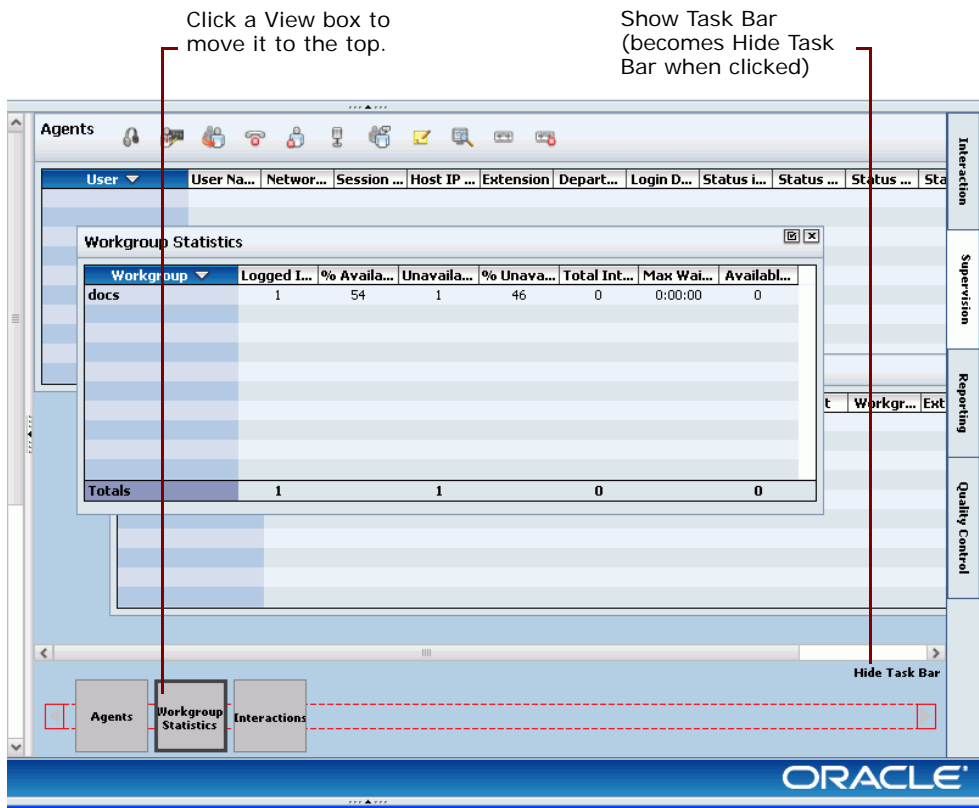 Click a View box to
move it to the top.
Show Task Bar
(becomes Hide Task
Bar when clicked)
Agents
User User Na... Networ... Session ... Host IP ... Extension Depart... Login D... Status i... Status ... Status ... Sta
Workgroup Statistics
Workgroup Logged I... % Availa... Unavaila... % Unava... Total Int... Max Wai... Availabl...
docs 1 54 1 46 0 0:00:00 0
Totals 1 1 0 0
t Workgr... Ext
Interaction
Supervision
Reporting
Quality Control
Hide Task Bar
Agents
Workgroup
Statistics
Interactions
ORACLE